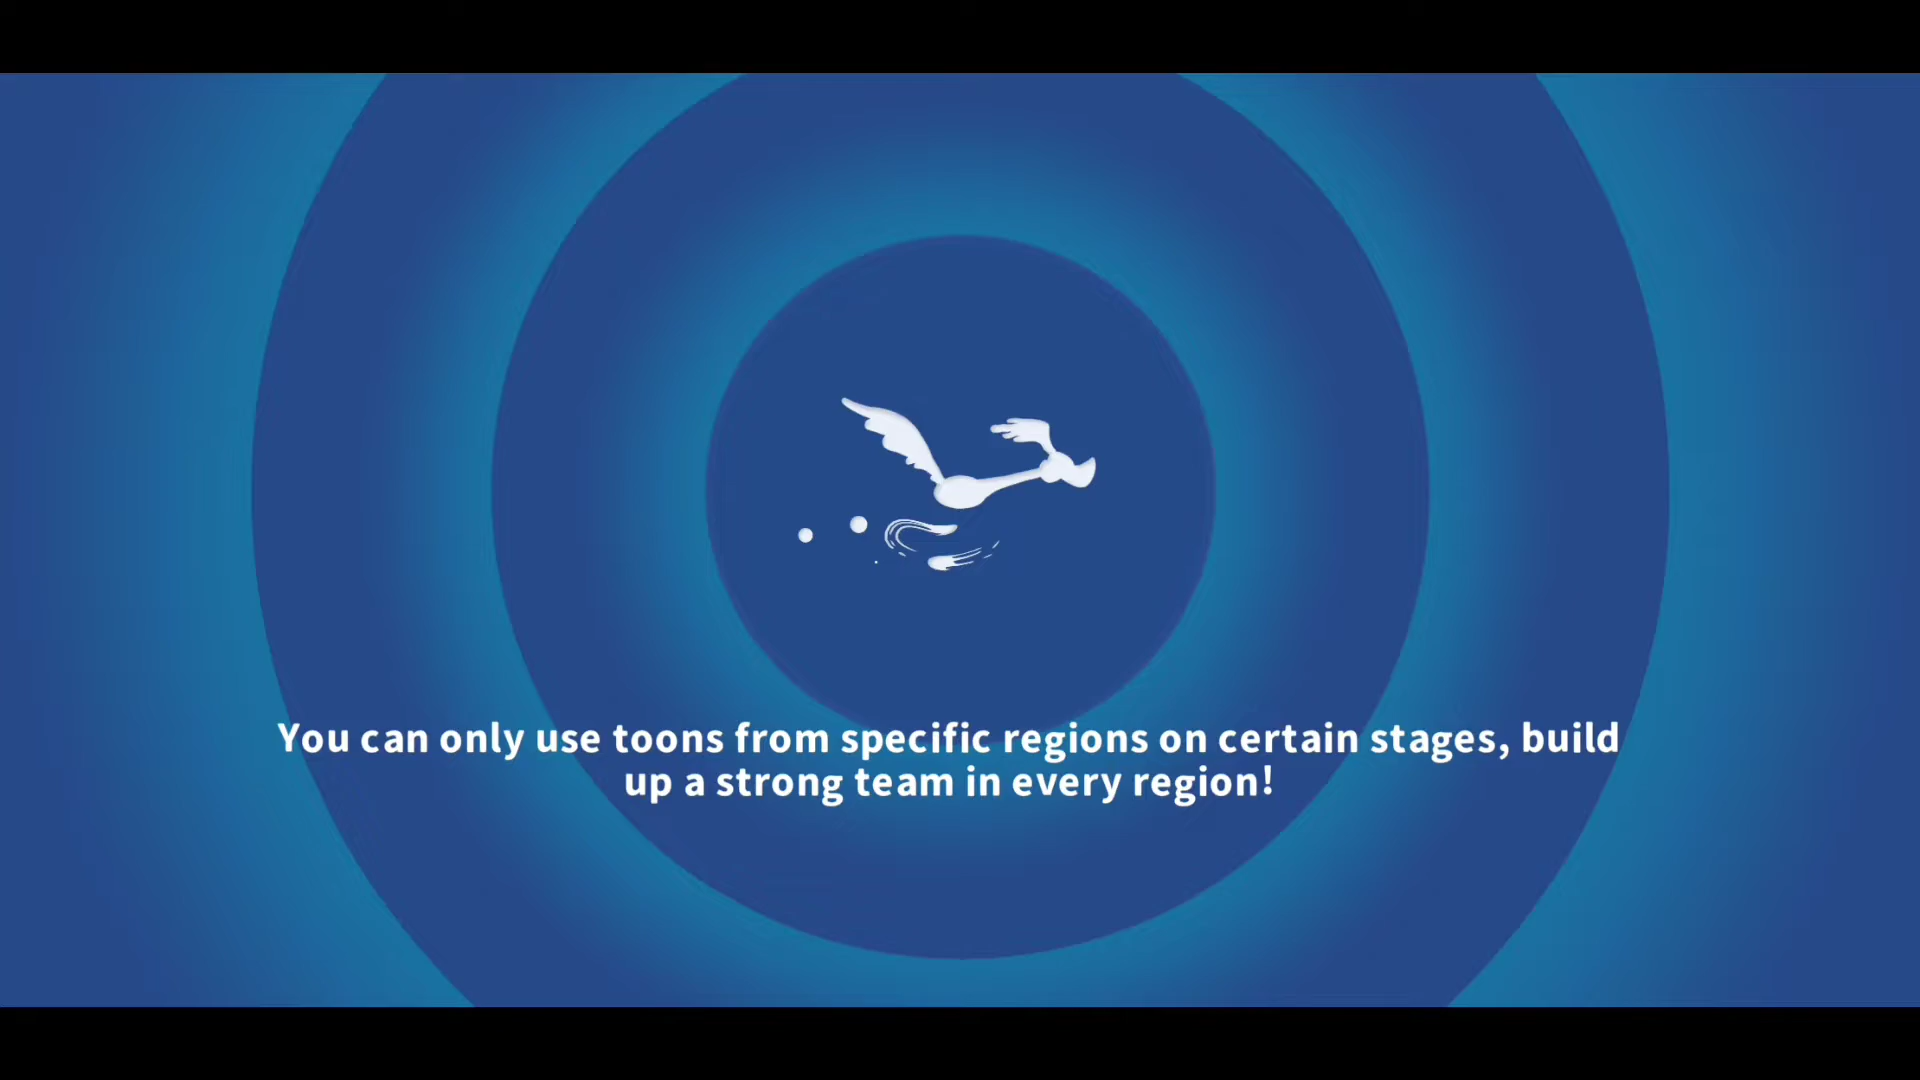 You can only use toons from specific regions on certain stages, build
up a strong team in every region!